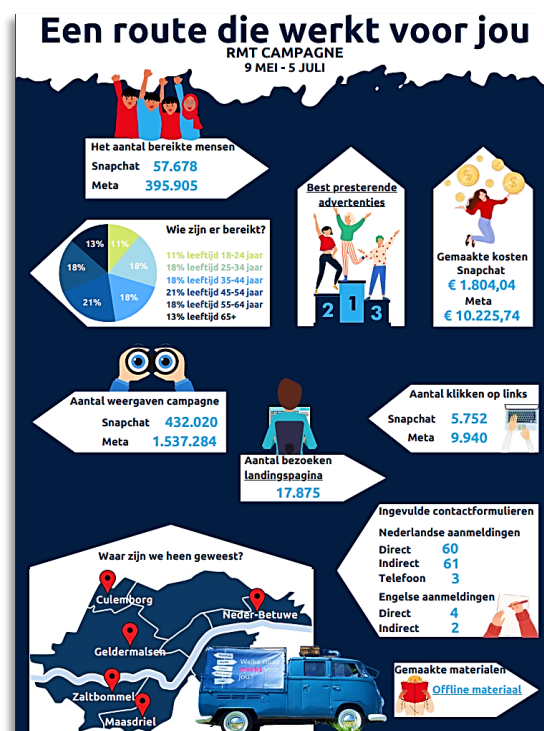 Een route die werkt voor jou
RMT CAMPAGNE
9 MEI - 5 JULI
Het aantal bereikte mensen
Snapchat 57.678
Meta 395.905
Best presterende
advertenties
2 1 3
Gemaakte kosten
Snapchat
€ 1.804,04
Meta
€ 10.225,74
Wie zijn er bereikt?
11% leeftijd 18-24 jaar
18% leeftijd 25-34 jaar
18% leeftijd 35-44 jaar
21% leeftijd 45-54 jaar
18% leeftijd 55-64 jaar
13% leeftijd 65+
13% 11%
18% 18%
21% 18%
Aantal weergaven campagne
Snapchat 432.020
Meta 1.537.284
Aantal klikken op links
Snapchat 5.752
Meta 9.940
Aantal bezoeken
landingspagina
17.875
Ingevulde contactformulieren
Nederlandse aanmeldingen
Direct 60
Indirect 61
Telefoon 3
Engelse aanmeldingen
Direct 4
Indirect 2
Waar zijn we heen geweest?
Culemborg
Neder-Betuwe
Geldermalsen
Zaltbommel
Maasdriel
Welke route
werkt voor
jou?
Gemaakte materialen
Offline materiaal